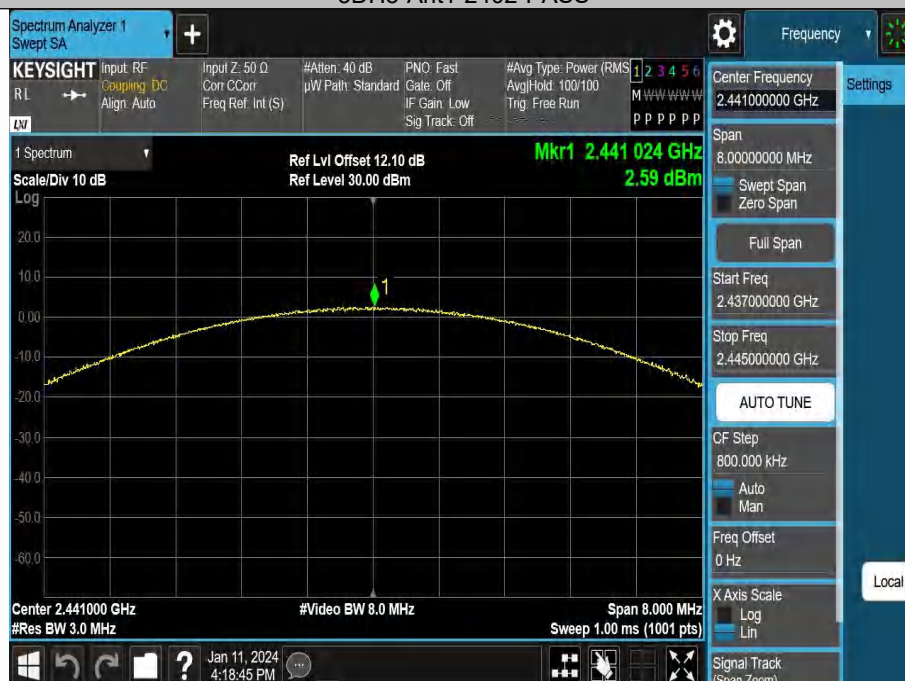 Spectrum Analyzer 1
Swept SA
+
Frequency
KEYSIGHT
RL
LXI
Input: RF
Coupling: DC
Align: Auto
Input Z: 50 Ω
Corr CCorr
Freq Ref: Int (S)
#Atten: 40 dB
µW Path: Standard
PNO: Fast
Gate: Off
IF Gain: Low
Sig Track: Off
#Avg Type: Power (RMS
Avg|Hold: 100/100
Trig: Free Run
1 2 3 4 5 6
M W W W W W
P P P P P P
Center Frequency
2.441000000 GHz
Settings
Span
8.00000000 MHz
Swept Span
Zero Span
Full Span
Start Freq
2.437000000 GHz
Stop Freq
2.445000000 GHz
AUTO TUNE
CF Step
800.000 kHz
Auto
Man
Freq Offset
0 Hz
X Axis Scale
Log
Lin
Signal Track
(Span Zoom)
Local
1 Spectrum
Scale/Div 10 dB
Log
Ref Lvl Offset 12.10 dB
Ref Level 30.00 dBm
Mkr1 2.441 024 GHz
2.59 dBm
20.0
10.0
0.00
-10.0
-20.0
-30.0
-40.0
-50.0
-60.0
1
Center 2.441000 GHz
#Res BW 3.0 MHz
#Video BW 8.0 MHz
Span 8.000 MHz
Sweep 1.00 ms (1001 pts)
?
Jan 11, 2024
4:18:45 PM